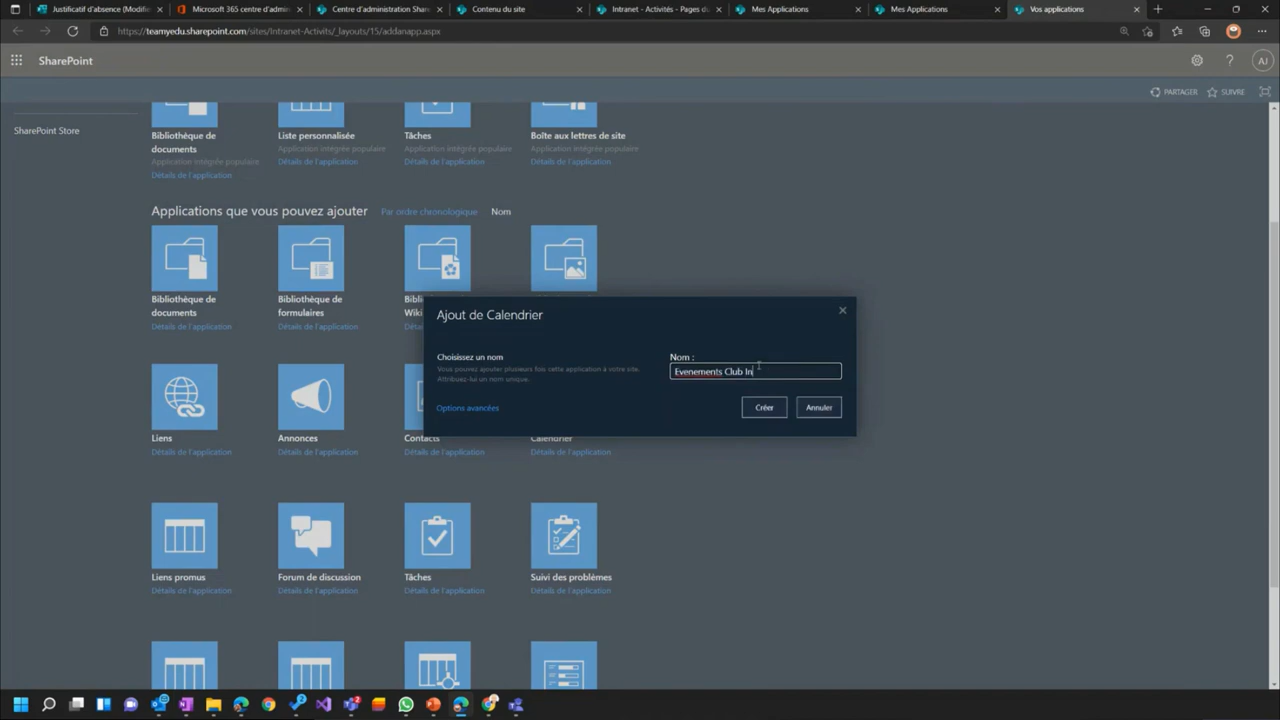 Justificatif d'absence (Modifie
Microsoft 365 centre d'admin
Centre d'administration Share
Contenu du site
Intranet - Activités - Pages du
Mes Applications
Mes Applications
Vos applications
https://teamyedu.sharepoint.com/sites/Intranet-Activits/_layouts/15/addanapp.aspx
SharePoint
AJ
PARTAGER
SUIVRE
SharePoint Store
Bibliothèque de
documents
Application intégrée populaire
Détails de l'application
Liste personnalisée
Application intégrée populaire
Détails de l'application
Tâches
Application intégrée populaire
Détails de l'application
Boîte aux lettres de site
Application intégrée populaire
Détails de l'application
Applications que vous pouvez ajouter
Par ordre chronologique
Nom
Bibliothèque de
documents
Détails de l'application
Bibliothèque de
formulaires
Détails de l'application
Wiki
Ajout de Calendrier
Choisissez un nom
Vous pouvez ajouter plusieurs fois cette application à votre site.
Attribuez-lui un nom unique.
Options avancées
Nom :
Evenements Club In
Créer
Annuler
Liens
Détails de l'application
Annonces
Détails de l'application
Contacts
Détails de l'application
Calendrier
Détails de l'application
Liens promus
Détails de l'application
Forum de discussion
Détails de l'application
Tâches
Détails de l'application
Suivi des problèmes
Détails de l'application